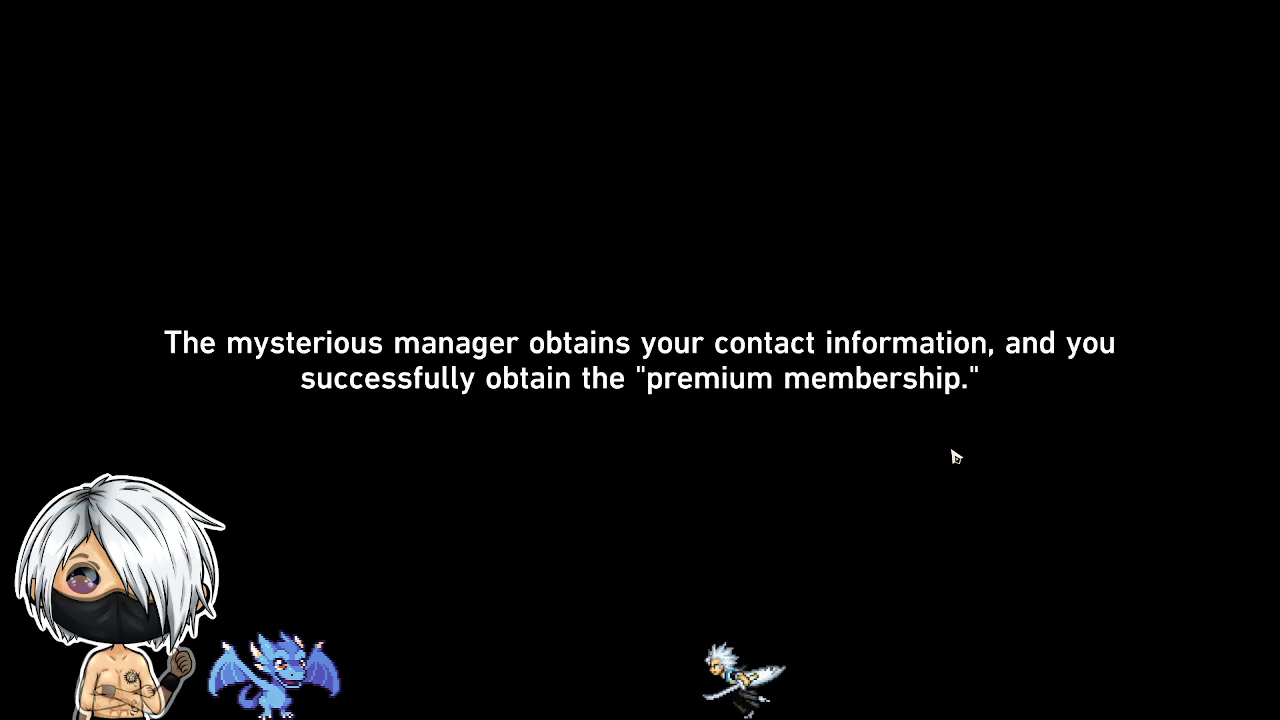 The mysterious manager obtains your contact information, and you
successfully obtain the "premium membership."